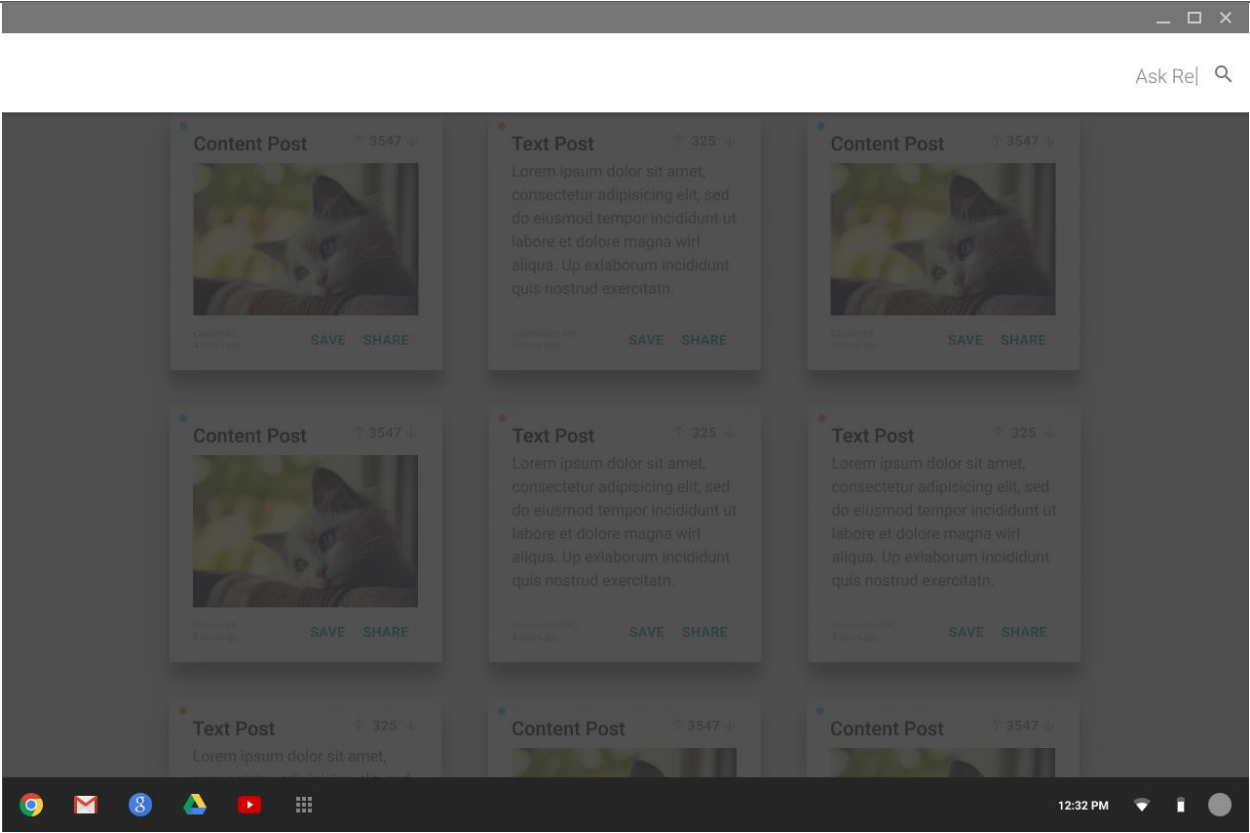 Ask Re
Content Post 3547
Text Post 325
Lorem ipsum dolor sit amet,
consectetur adipisicing elit, sed
do eiusmod tempor incididunt ut
labore et dolore magna wirl
aliqua. Up exlaborum incididunt
quis nostrud exercitatn.
Content Post 3547
SAVE SHARE
SAVE SHARE
SAVE SHARE
Content Post 3547
Text Post 325
Lorem ipsum dolor sit amet,
consectetur adipisicing elit, sed
do eiusmod tempor incididunt ut
labore et dolore magna wirl
aliqua. Up exlaborum incididunt
quis nostrud exercitatn.
Text Post 325
Lorem ipsum dolor sit amet,
consectetur adipisicing elit, sed
do eiusmod tempor incididunt ut
labore et dolore magna wirl
aliqua. Up exlaborum incididunt
quis nostrud exercitatn.
SAVE SHARE
SAVE SHARE
SAVE SHARE
Text Post 325
Lorem ipsum dolor sit amet,
Content Post 3547
Content Post 3547
8
12:32 PM